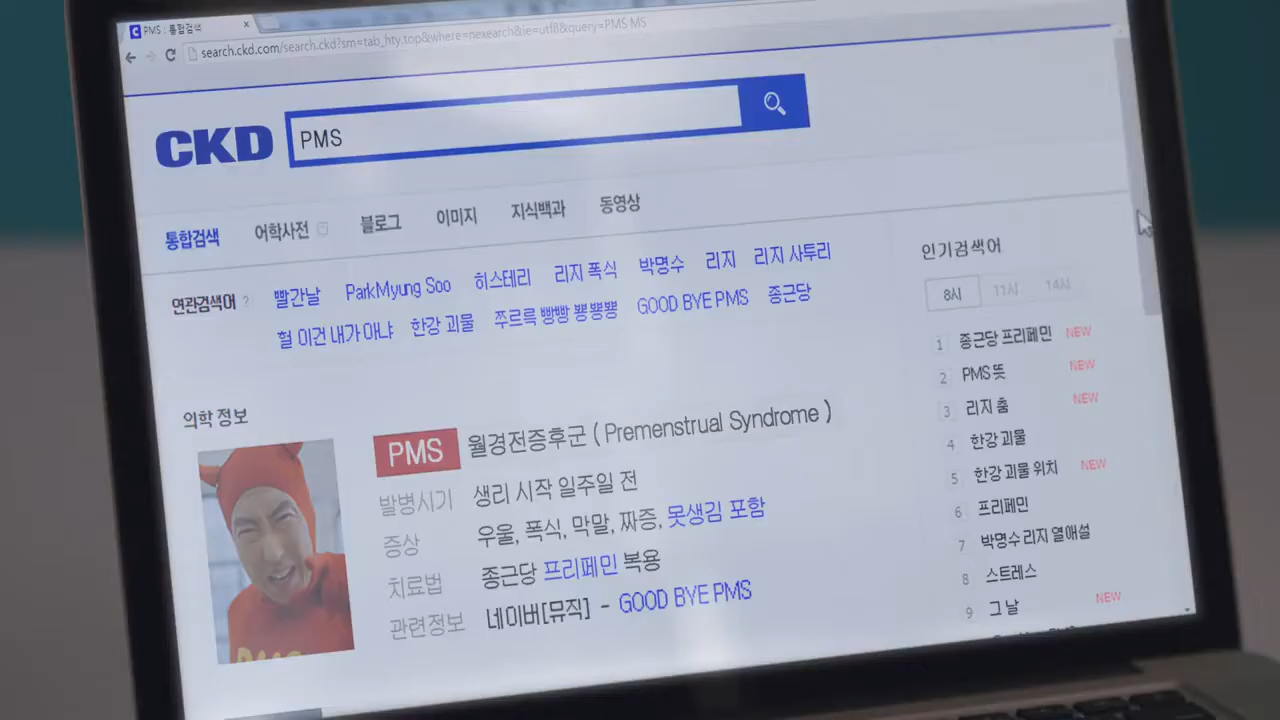 PMS : 통합검색
search.ckd.com/search.ckd?sm=tab_hty.top&where=nexearch&ie=utf8&query=PMS MS
CKD PMS
통합검색 어학사전 블로그 이미지 지식백과 동영상
연관검색어 ? 빨간날 ParkMyung Soo 히스테리 리지 폭식 박명수 리지 리지 사투리
헐 이건 내가 아냐 한강 괴물 쭈르륵 빵빵 뿅뿅뿅 GOOD BYE PMS 종근당
의학 정보
PMS 월경전증후군 ( Premenstrual Syndrome )
발병시기 생리 시작 일주일 전
증상 우울, 폭식, 막말, 짜증, 못생김 포함
치료법 종근당 프리페민 복용
관련정보 네이버[뮤직] - GOOD BYE PMS
인기검색어
8시 11시 14시
1 종근당 프리페민 NEW
2 PMS 뜻 NEW
3 리지 춤 NEW
4 한강 괴물
5 한강 괴물 위치 NEW
6 프리페민
7 박명수 리지 열애설
8 스트레스
9 그 날 NEW